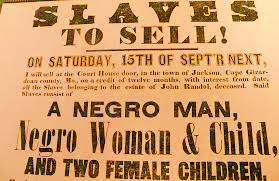 SLAVES
TO SELL!
ON SATURDAY, 15TH OF SEPT'R NEXT,
I will sell at the Court House door, in the town of Jackson, Cape Girar-
dean county, Mo., on a credit of twelve months, with interest from date,
all the Slaves belonging to the estate of John Randol, deceased. Said
Slaves consist of
A NEGRO MAN,
Negro Woman & Child,
AND TWO FEMALE CHILDREN.